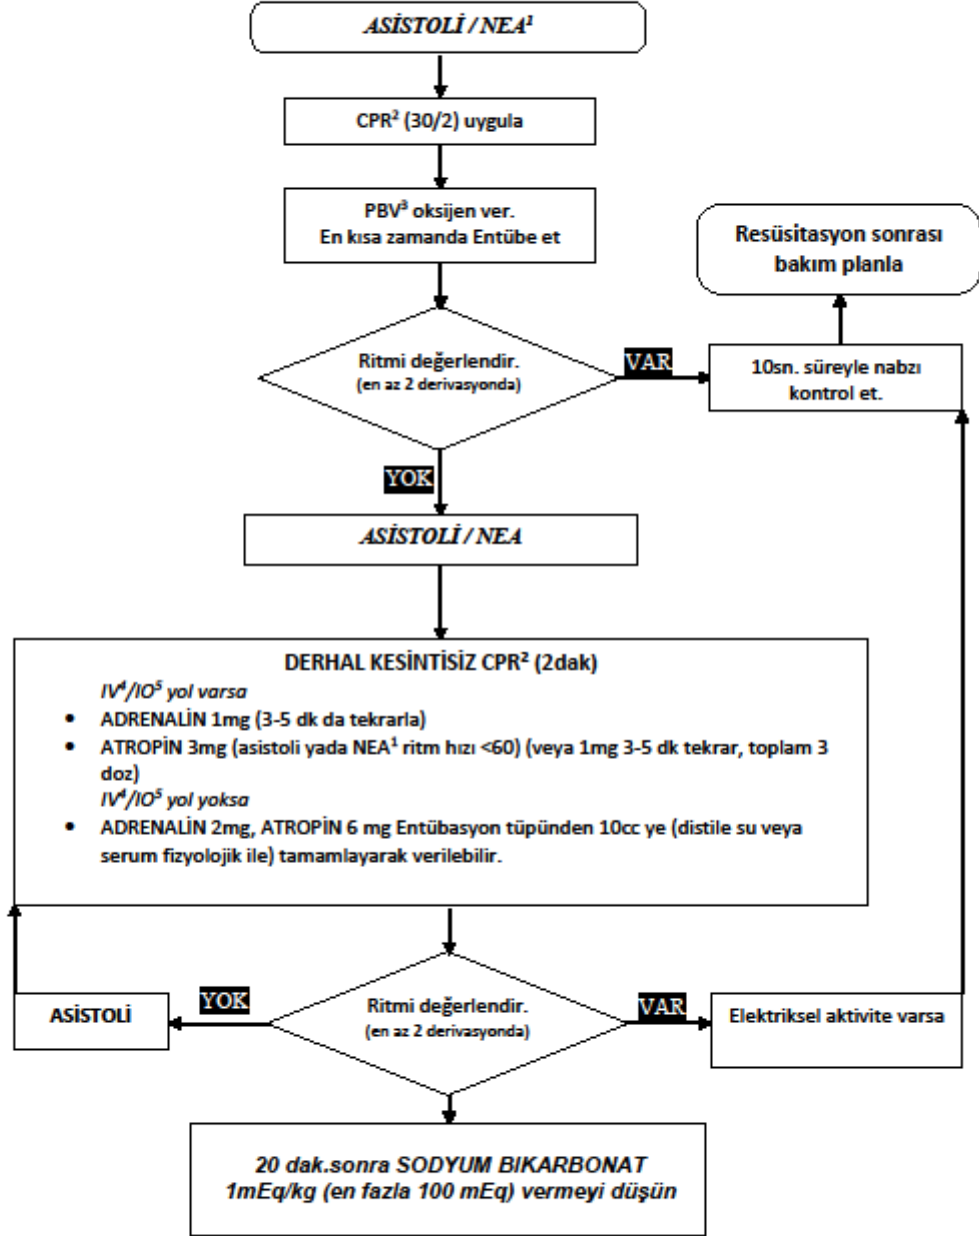 ASİSTOLİ / NEA¹
CPR² (30/2) uygula
PBV³ oksijen ver.
En kısa zamanda Entübe et
Resüsitasyon sonrası
bakım planla
Ritmi değerlendir.
(en az 2 derivasyonda)
VAR
10sn. süreyle nabzı
kontrol et.
YOK
ASİSTOLİ / NEA
DERHAL KESİNTİSİZ CPR² (2dak)
IV⁴/IO⁵ yol varsa
• ADRENALİN 1mg (3-5 dk da tekrarla)
• ATROPİN 3mg (asistoli yada NEA¹ ritm hızı <60) (veya 1mg 3-5 dk tekrar, toplam 3
doz)
IV⁴/IO⁵ yol yoksa
• ADRENALİN 2mg, ATROPİN 6 mg Entübasyon tüpünden 10cc ye (distile su veya
serum fizyolojik ile) tamamlayarak verilebilir.
ASİSTOLİ
YOK
Ritmi değerlendir.
(en az 2 derivasyonda)
VAR
Elektriksel aktivite varsa
20 dak.sonra SODYUM BIKARBONAT
1mEq/kg (en fazla 100 mEq) vermeyi düşün